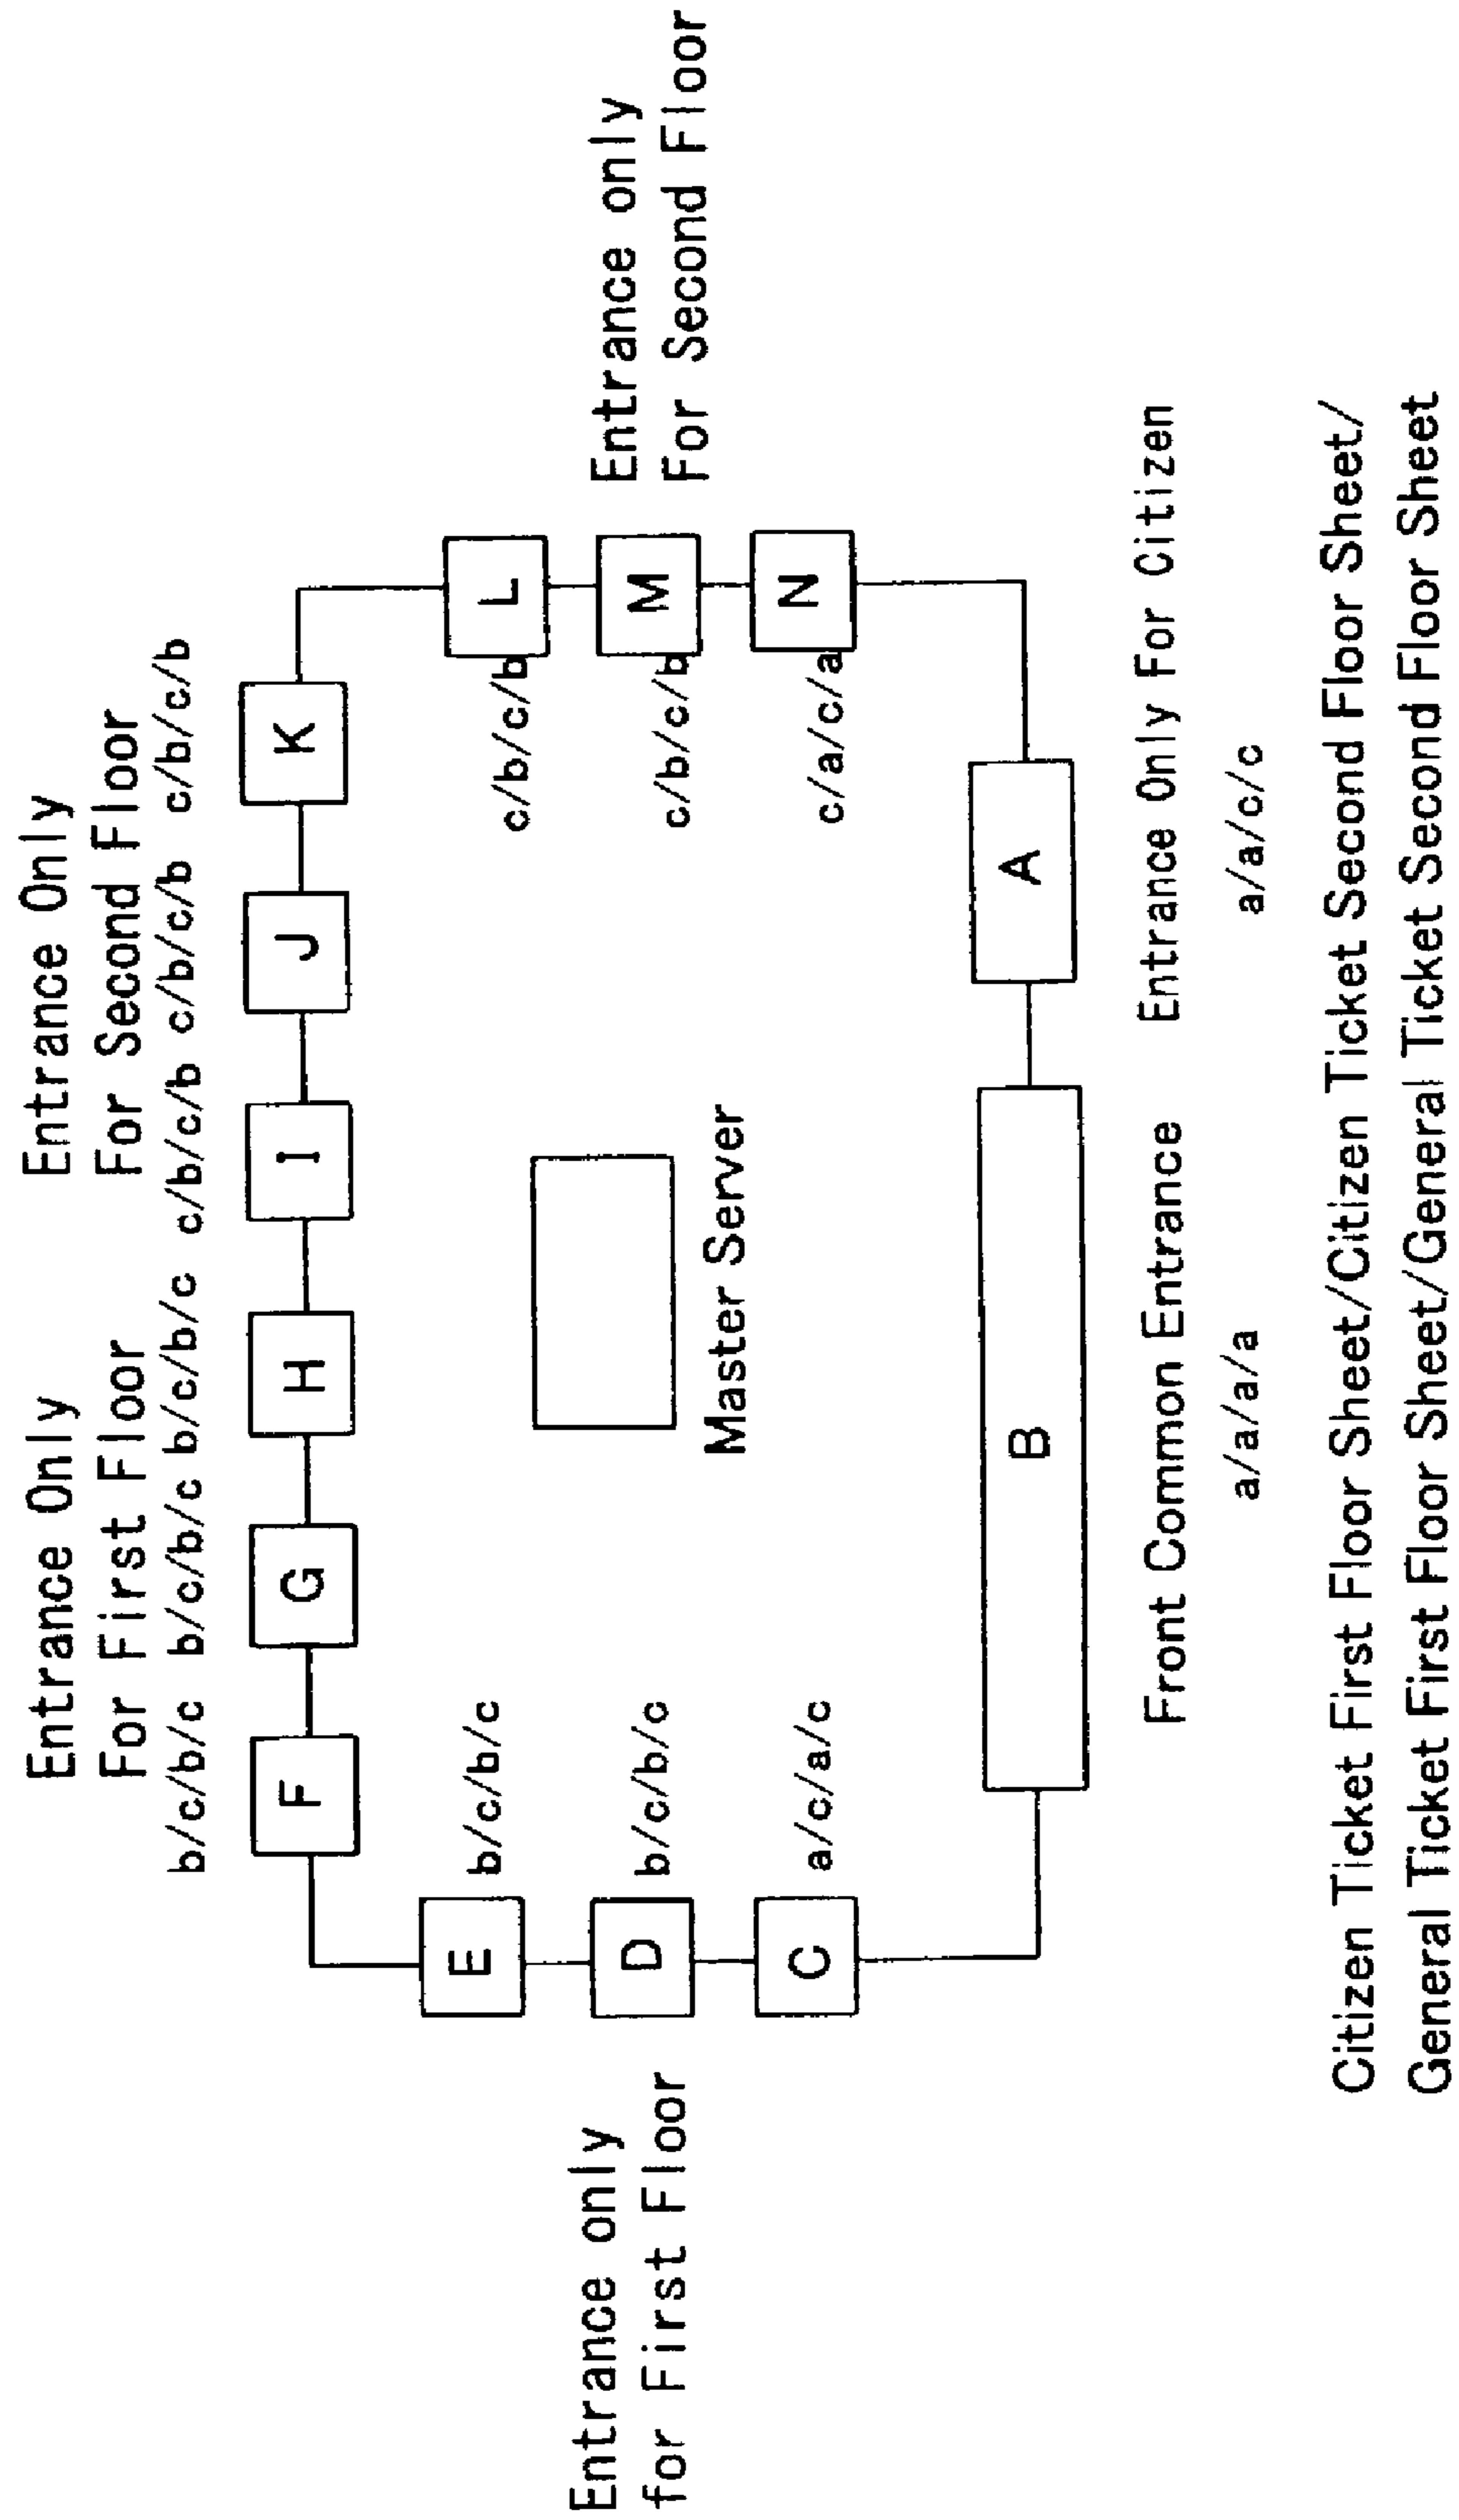 Entrance Only
For First Floor
Entrance Only
For Second Floor
b/c/b/c
b/c/b/c
b/c/b/c
c/b/c/b
c/b/c/b
c/b/c/b
F
G
H
I
J
K
Entrance only
for First Floor
E
b/c/b/c
D
b/c/b/c
C
a/c/a/c
Master Server
c/b/c/b
L
c/b/c/b
M
c/a/c/a
N
Entrance only
For Second Floor
B
A
Front Common Entrance
a/a/a/a
Entrance Only For Citizen
a/a/c/c
Citizen Ticket First Floor Sheet/Citizen Ticket Second Floor Sheet/
General Ticket First Floor Sheet/General Ticket Second Floor Sheet